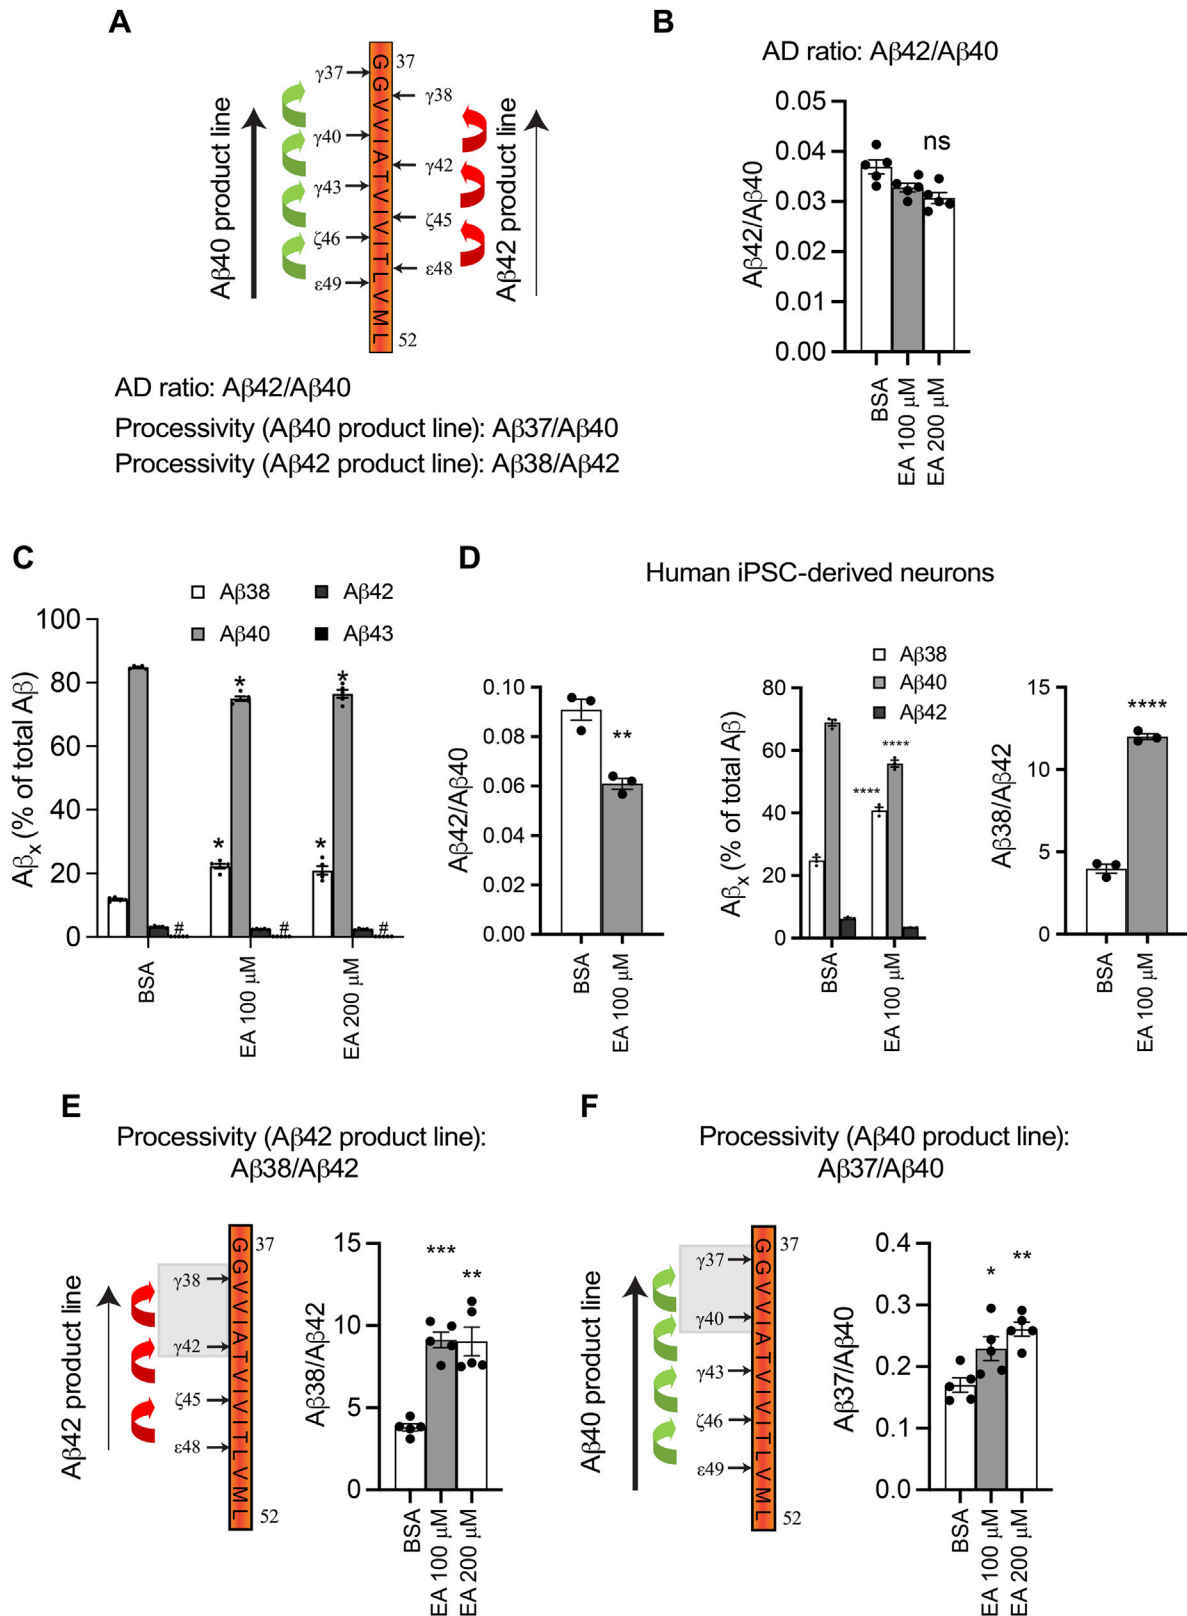 A
Aβ40 product line
γ37
γ40
γ43
ζ46
ε49
37
GGVVIATVIVITLVML
52
γ38
γ42
ζ45
ε48
Aβ42 product line
AD ratio: Aβ42/Aβ40
Processivity (Aβ40 product line): Aβ37/Aβ40
Processivity (Aβ42 product line): Aβ38/Aβ42
B
AD ratio: Aβ42/Aβ40
Aβ42/Aβ40
0.05
0.04
0.03
0.02
0.01
0.00
ns
BSA
EA 100 μM
EA 200 μM
C
Aβ38
Aβ42
Aβ40
Aβ43
Aβx (% of total Aβ)
100
80
60
40
20
0
#
*
*
#
*
*
#
BSA
EA 100 μM
EA 200 μM
D
Human iPSC-derived neurons
Aβ42/Aβ40
0.10
0.08
0.06
0.04
0.02
0.00
**
BSA
EA 100 μM
Aβ38
Aβ40
Aβ42
Aβx (% of total Aβ)
80
60
40
20
0
****
****
BSA
EA 100 μM
Aβ38/Aβ42
15
10
5
0
****
BSA
EA 100 μM
E
Processivity (Aβ42 product line):
Aβ38/Aβ42
Aβ42 product line
γ38
γ42
ζ45
ε48
37
GGVVIATVIVITLVML
52
Aβ38/Aβ42
15
10
5
0
***
**
BSA
EA 100 μM
EA 200 μM
F
Processivity (Aβ40 product line):
Aβ37/Aβ40
Aβ40 product line
γ37
γ40
γ43
ζ46
ε49
37
GGVVIATVIVITLVML
52
Aβ37/Aβ40
0.4
0.3
0.2
0.1
0.0
*
**
BSA
EA 100 μM
EA 200 μM